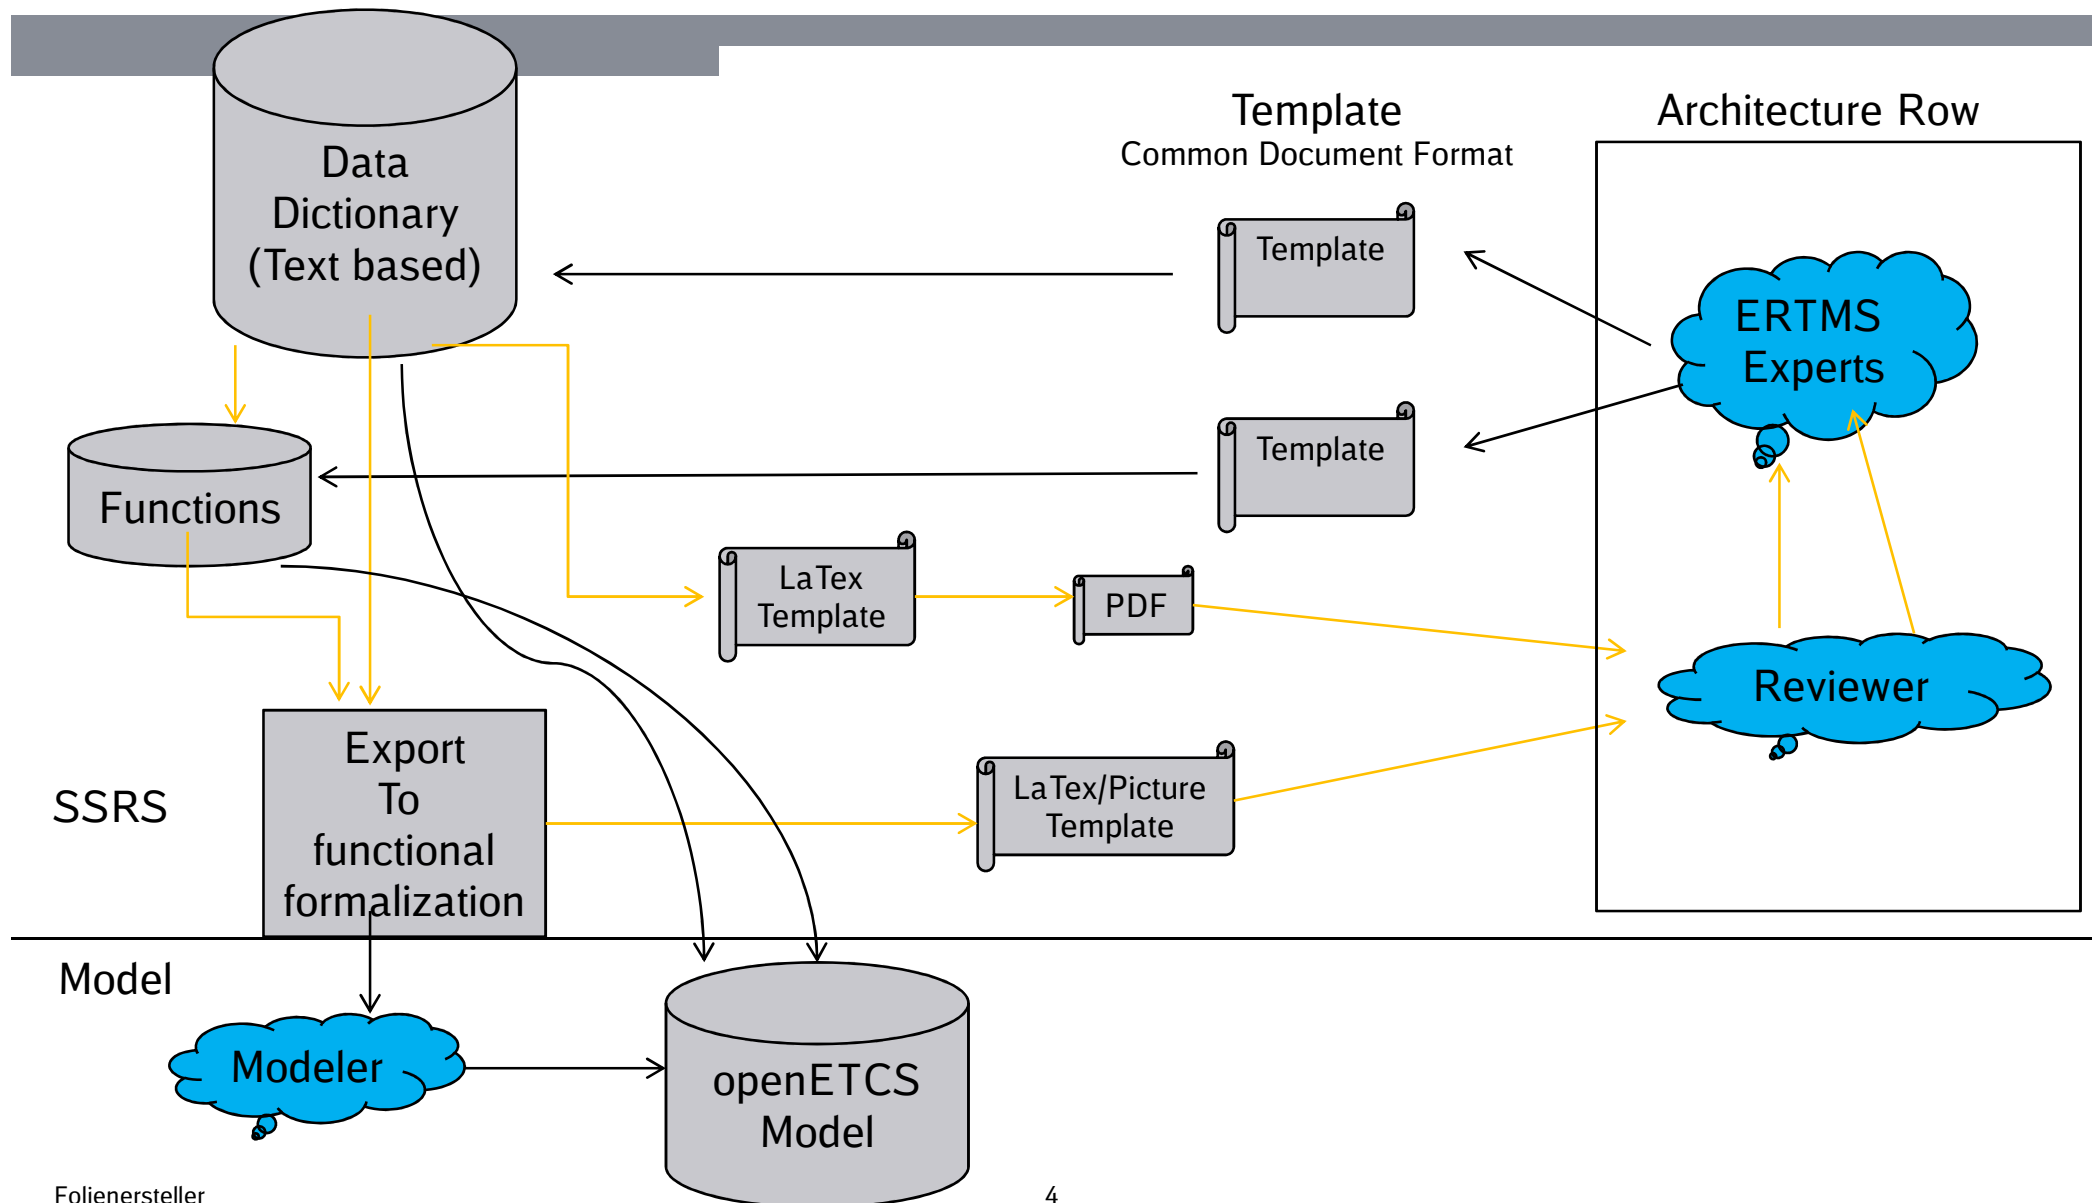 Data
Dictionary
(Text based)
Template
Common Document Format
Architecture Row
Template
ERTMS
Experts
Template
Functions
LaTex
Template
PDF
Reviewer
Export
To
functional
formalization
LaTex/Picture
Template
SSRS
Model
Modeler
openETCS
Model
Folienersteller
4